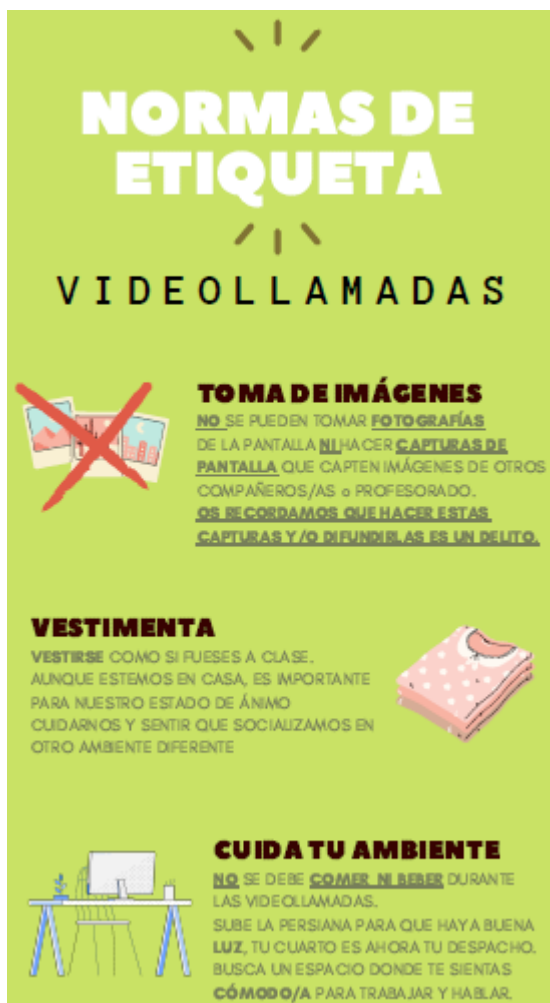 NORMAS DE
ETIQUETA
VIDEOLLAMADAS
TOMA DE IMÁGENES
NO SE PUEDEN TOMAR FOTOGRAFÍAS
DE LA PANTALLA NI HACER CAPTURAS DE
PANTALLA QUE CAPTEN IMÁGENES DE OTROS
COMPAÑEROS/AS o PROFESORADO.
OS RECORDAMOS QUE HACER ESTAS
CAPTURAS Y/O DIFUNDIRLAS ES UN DELITO.
VESTIMENTA
VESTIRSE COMO SI FUESES A CLASE.
AUNQUE ESTEMOS EN CASA, ES IMPORTANTE
PARA NUESTRO ESTADO DE ÁNIMO
CUIDARNOS Y SENTIR QUE SOCIALIZAMOS EN
OTRO AMBIENTE DIFERENTE
CUIDA TU AMBIENTE
NO SE DEBE COMER NI BEBER DURANTE
LAS VIDEOLLAMADAS.
SUBE LA PERSIANA PARA QUE HAYA BUENA
LUZ, TU CUARTO ES AHORA TU DESPACHO.
BUSCA UN ESPACIO DONDE TE SIENTAS
CÓMODO/A PARA TRABAJAR Y HABLAR.